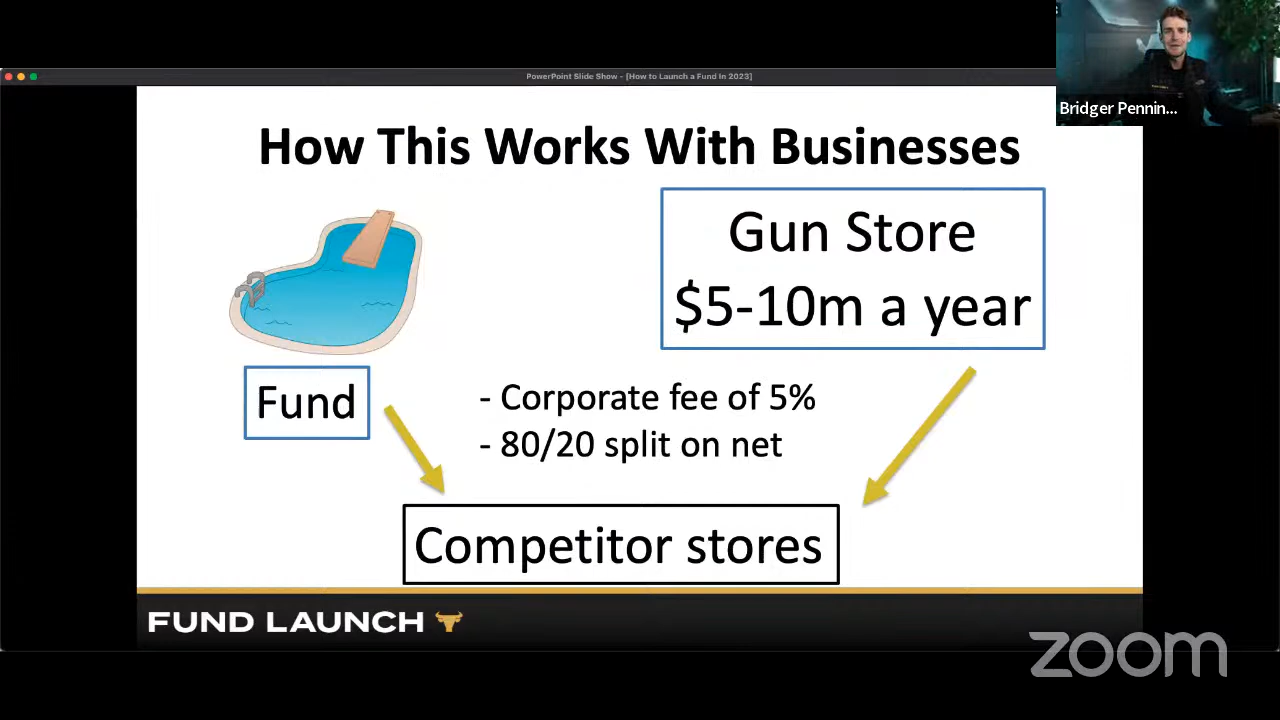 PowerPoint Slide Show - [How to Launch a Fund In 2023]
Bridger Pennin...
How This Works With Businesses
Gun Store
$5-10m a year
Fund
- Corporate fee of 5%
- 80/20 split on net
Competitor stores
FUND LAUNCH
zoom